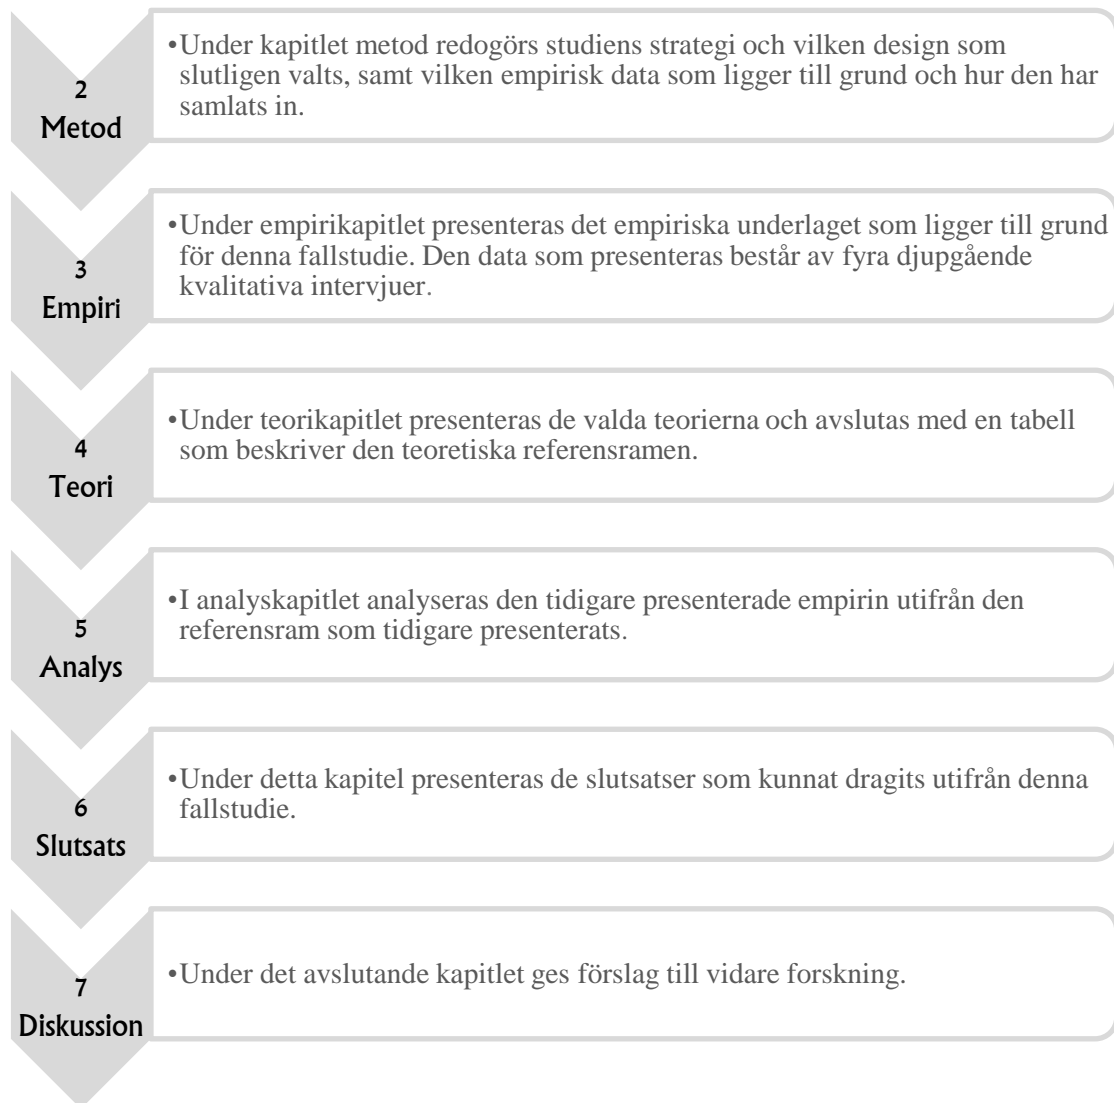 2
Metod
•Under kapitlet metod redogörs studiens strategi och vilken design som
slutligen valts, samt vilken empirisk data som ligger till grund och hur den har
samlats in.
3
Empiri
•Under empirikapitlet presenteras det empiriska underlaget som ligger till grund
för denna fallstudie. Den data som presenteras består av fyra djupgående
kvalitativa intervjuer.
4
Teori
•Under teorikapitlet presenteras de valda teorierna och avslutas med en tabell
som beskriver den teoretiska referensramen.
5
Analys
•I analyskapitlet analyseras den tidigare presenterade empirin utifrån den
referensram som tidigare presenterats.
6
Slutsats
•Under detta kapitel presenteras de slutsatser som kunnat dragits utifrån denna
fallstudie.
7
Diskussion
•Under det avslutande kapitlet ges förslag till vidare forskning.